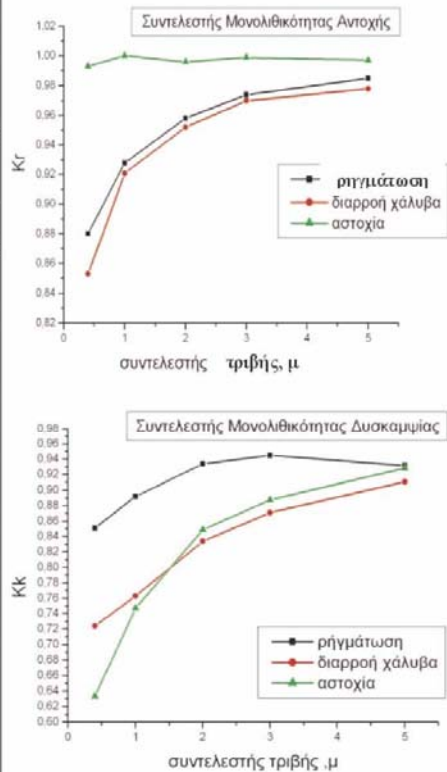 Συντελεστής Μονολιθικότητας Αντοχής
1.02
1.00
0.98
0.96
0.94
0.92
0.90
0.88
0.86
0.84
0.82
Kr
ρηγμάτωση
διαρροή χάλυβα
αστοχία
0 1 2 3 4 5
συντελεστής τριβής, μ
Συντελεστής Μονολιθικότητας Δυσκαμψίας
0.98
0.96
0.94
0.92
0.90
0.88
0.86
0.84
0.82
0.80
0.78
0.76
0.74
0.72
0.70
0.68
0.66
0.64
0.62
0.60
Kk
ρήγμάτωση
διαρροή χάλυβα
αστοχία
0 1 2 3 4 5
συντελεστής τριβής ,μ